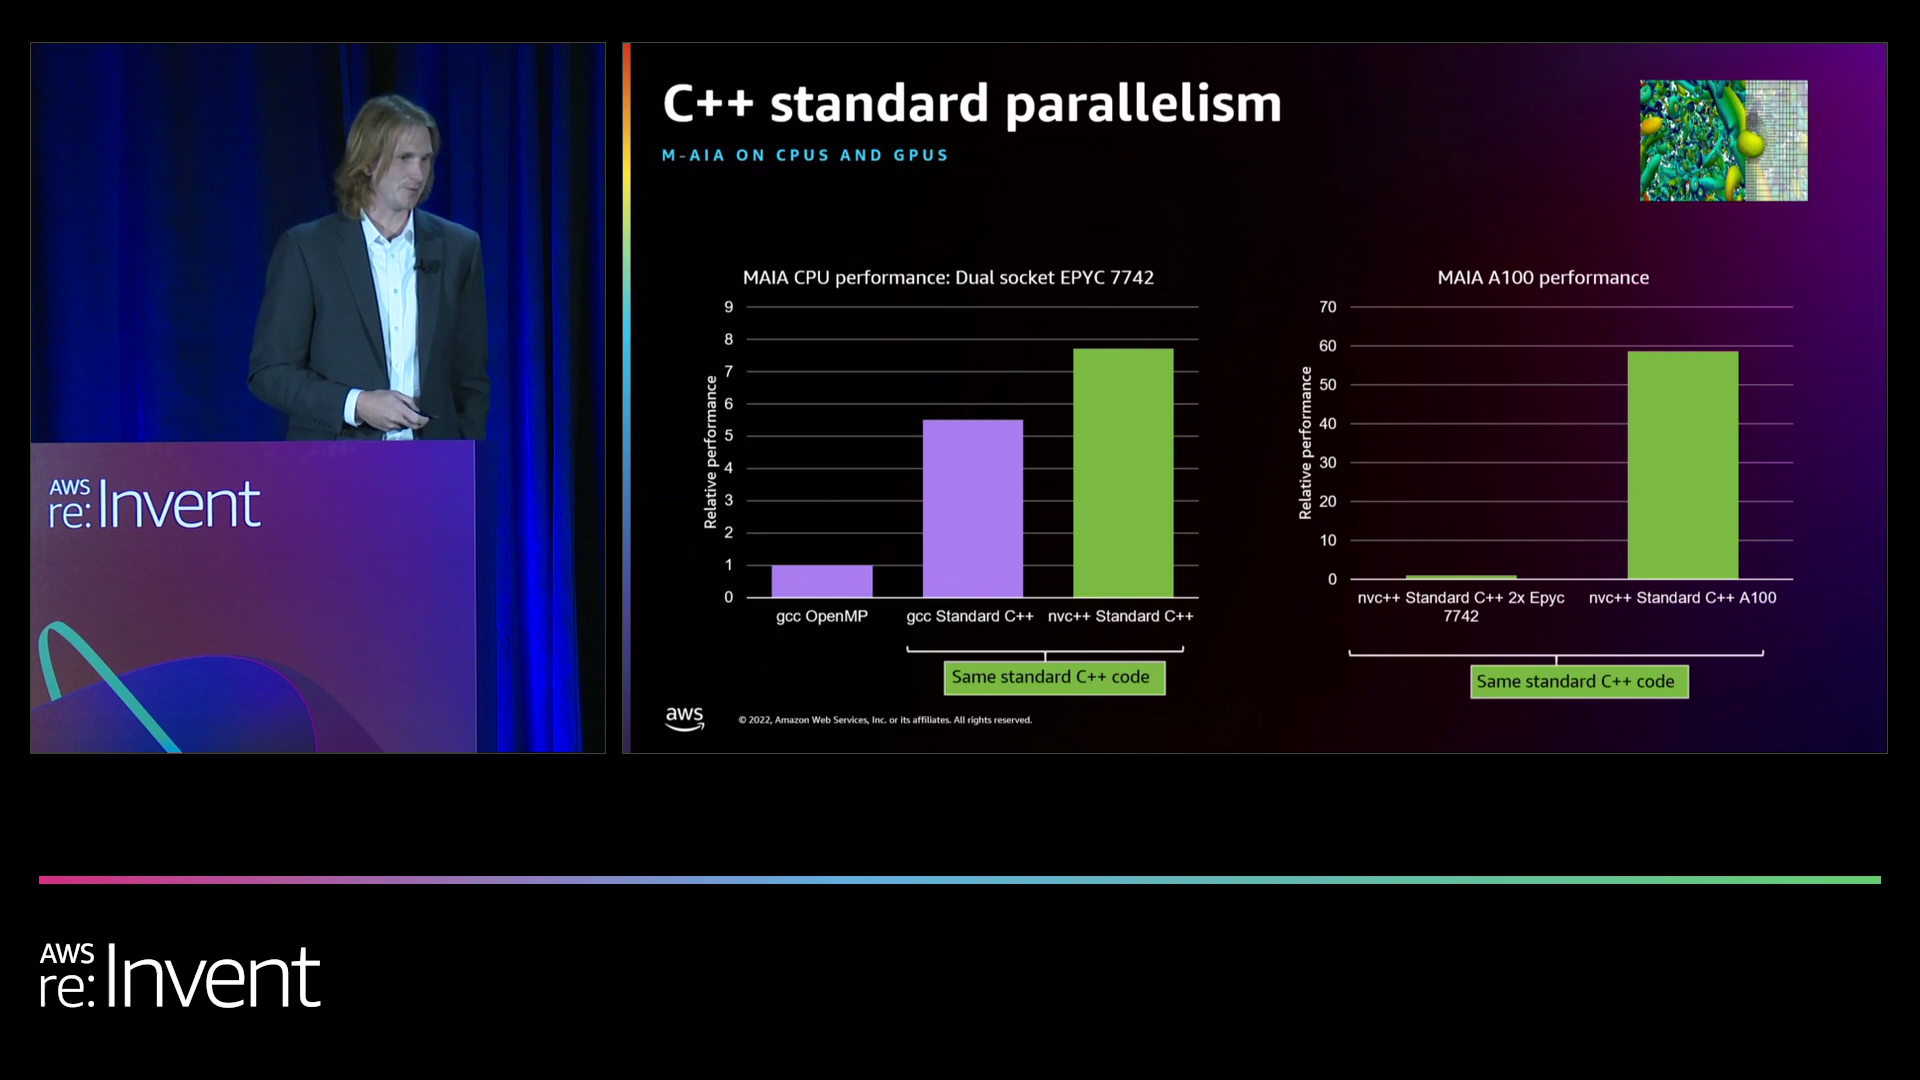 AWS
re:Invent
C++ standard parallelism
M-AIA ON CPUS AND GPUS
MAIA CPU performance: Dual socket EPYC 7742
Relative performance
9
8
7
6
5
4
3
2
1
0
gcc OpenMP
gcc Standard C++
nvc++ Standard C++
Same standard C++ code
MAIA A100 performance
Relative performance
70
60
50
40
30
20
10
0
nvc++ Standard C++ 2x Epyc
7742
nvc++ Standard C++ A100
Same standard C++ code
aws
© 2022, Amazon Web Services, Inc. or its affiliates. All rights reserved.
AWS
re:Invent